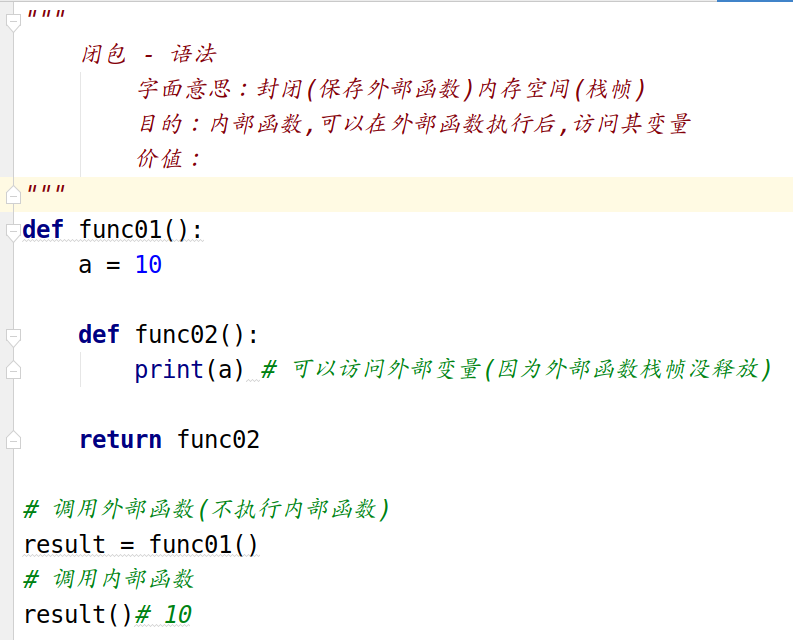 """
    闭包 - 语法
        字面意思：封闭(保存外部函数)内存空间(栈帧)
        目的：内部函数,可以在外部函数执行后,访问其变量
        价值：
"""
def func01():
    a = 10

    def func02():
        print(a) # 可以访问外部变量(因为外部函数栈帧没释放)

    return func02

# 调用外部函数(不执行内部函数)
result = func01()
# 调用内部函数
result()# 10